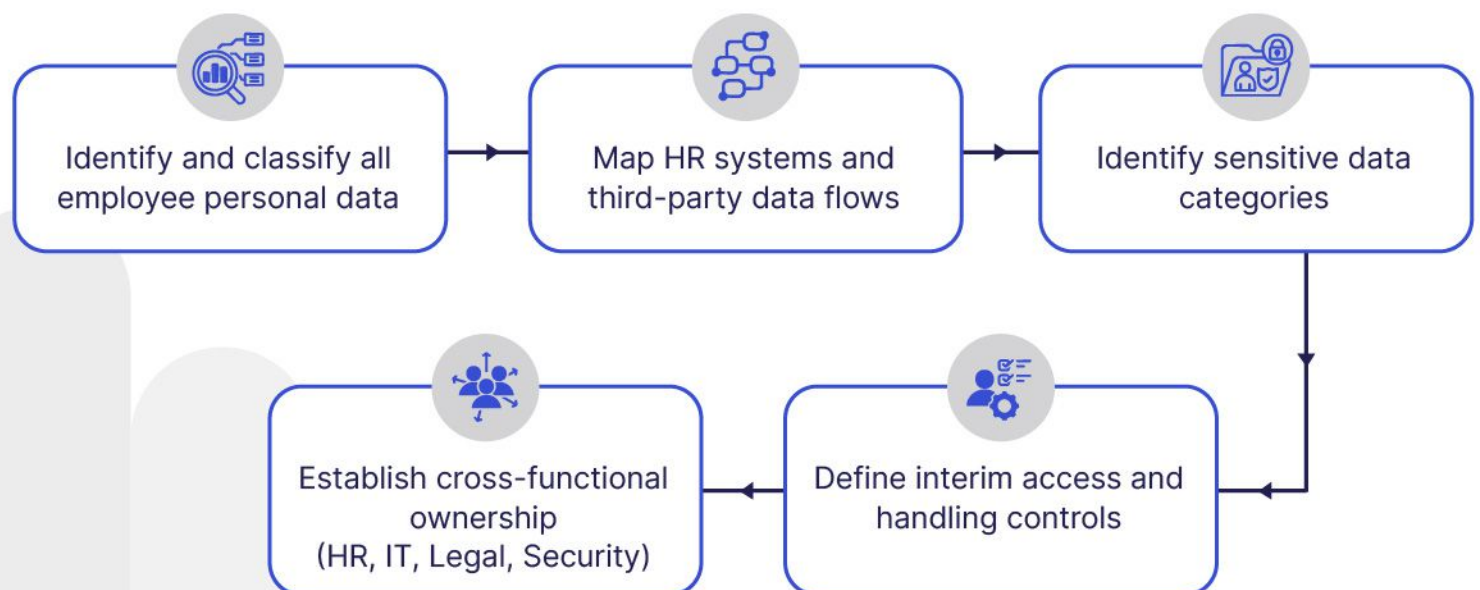 Identify and classify all
employee personal data
Map HR systems and
third-party data flows
Identify sensitive data
categories
Define interim access and
handling controls
Establish cross-functional
ownership
(HR, IT, Legal, Security)